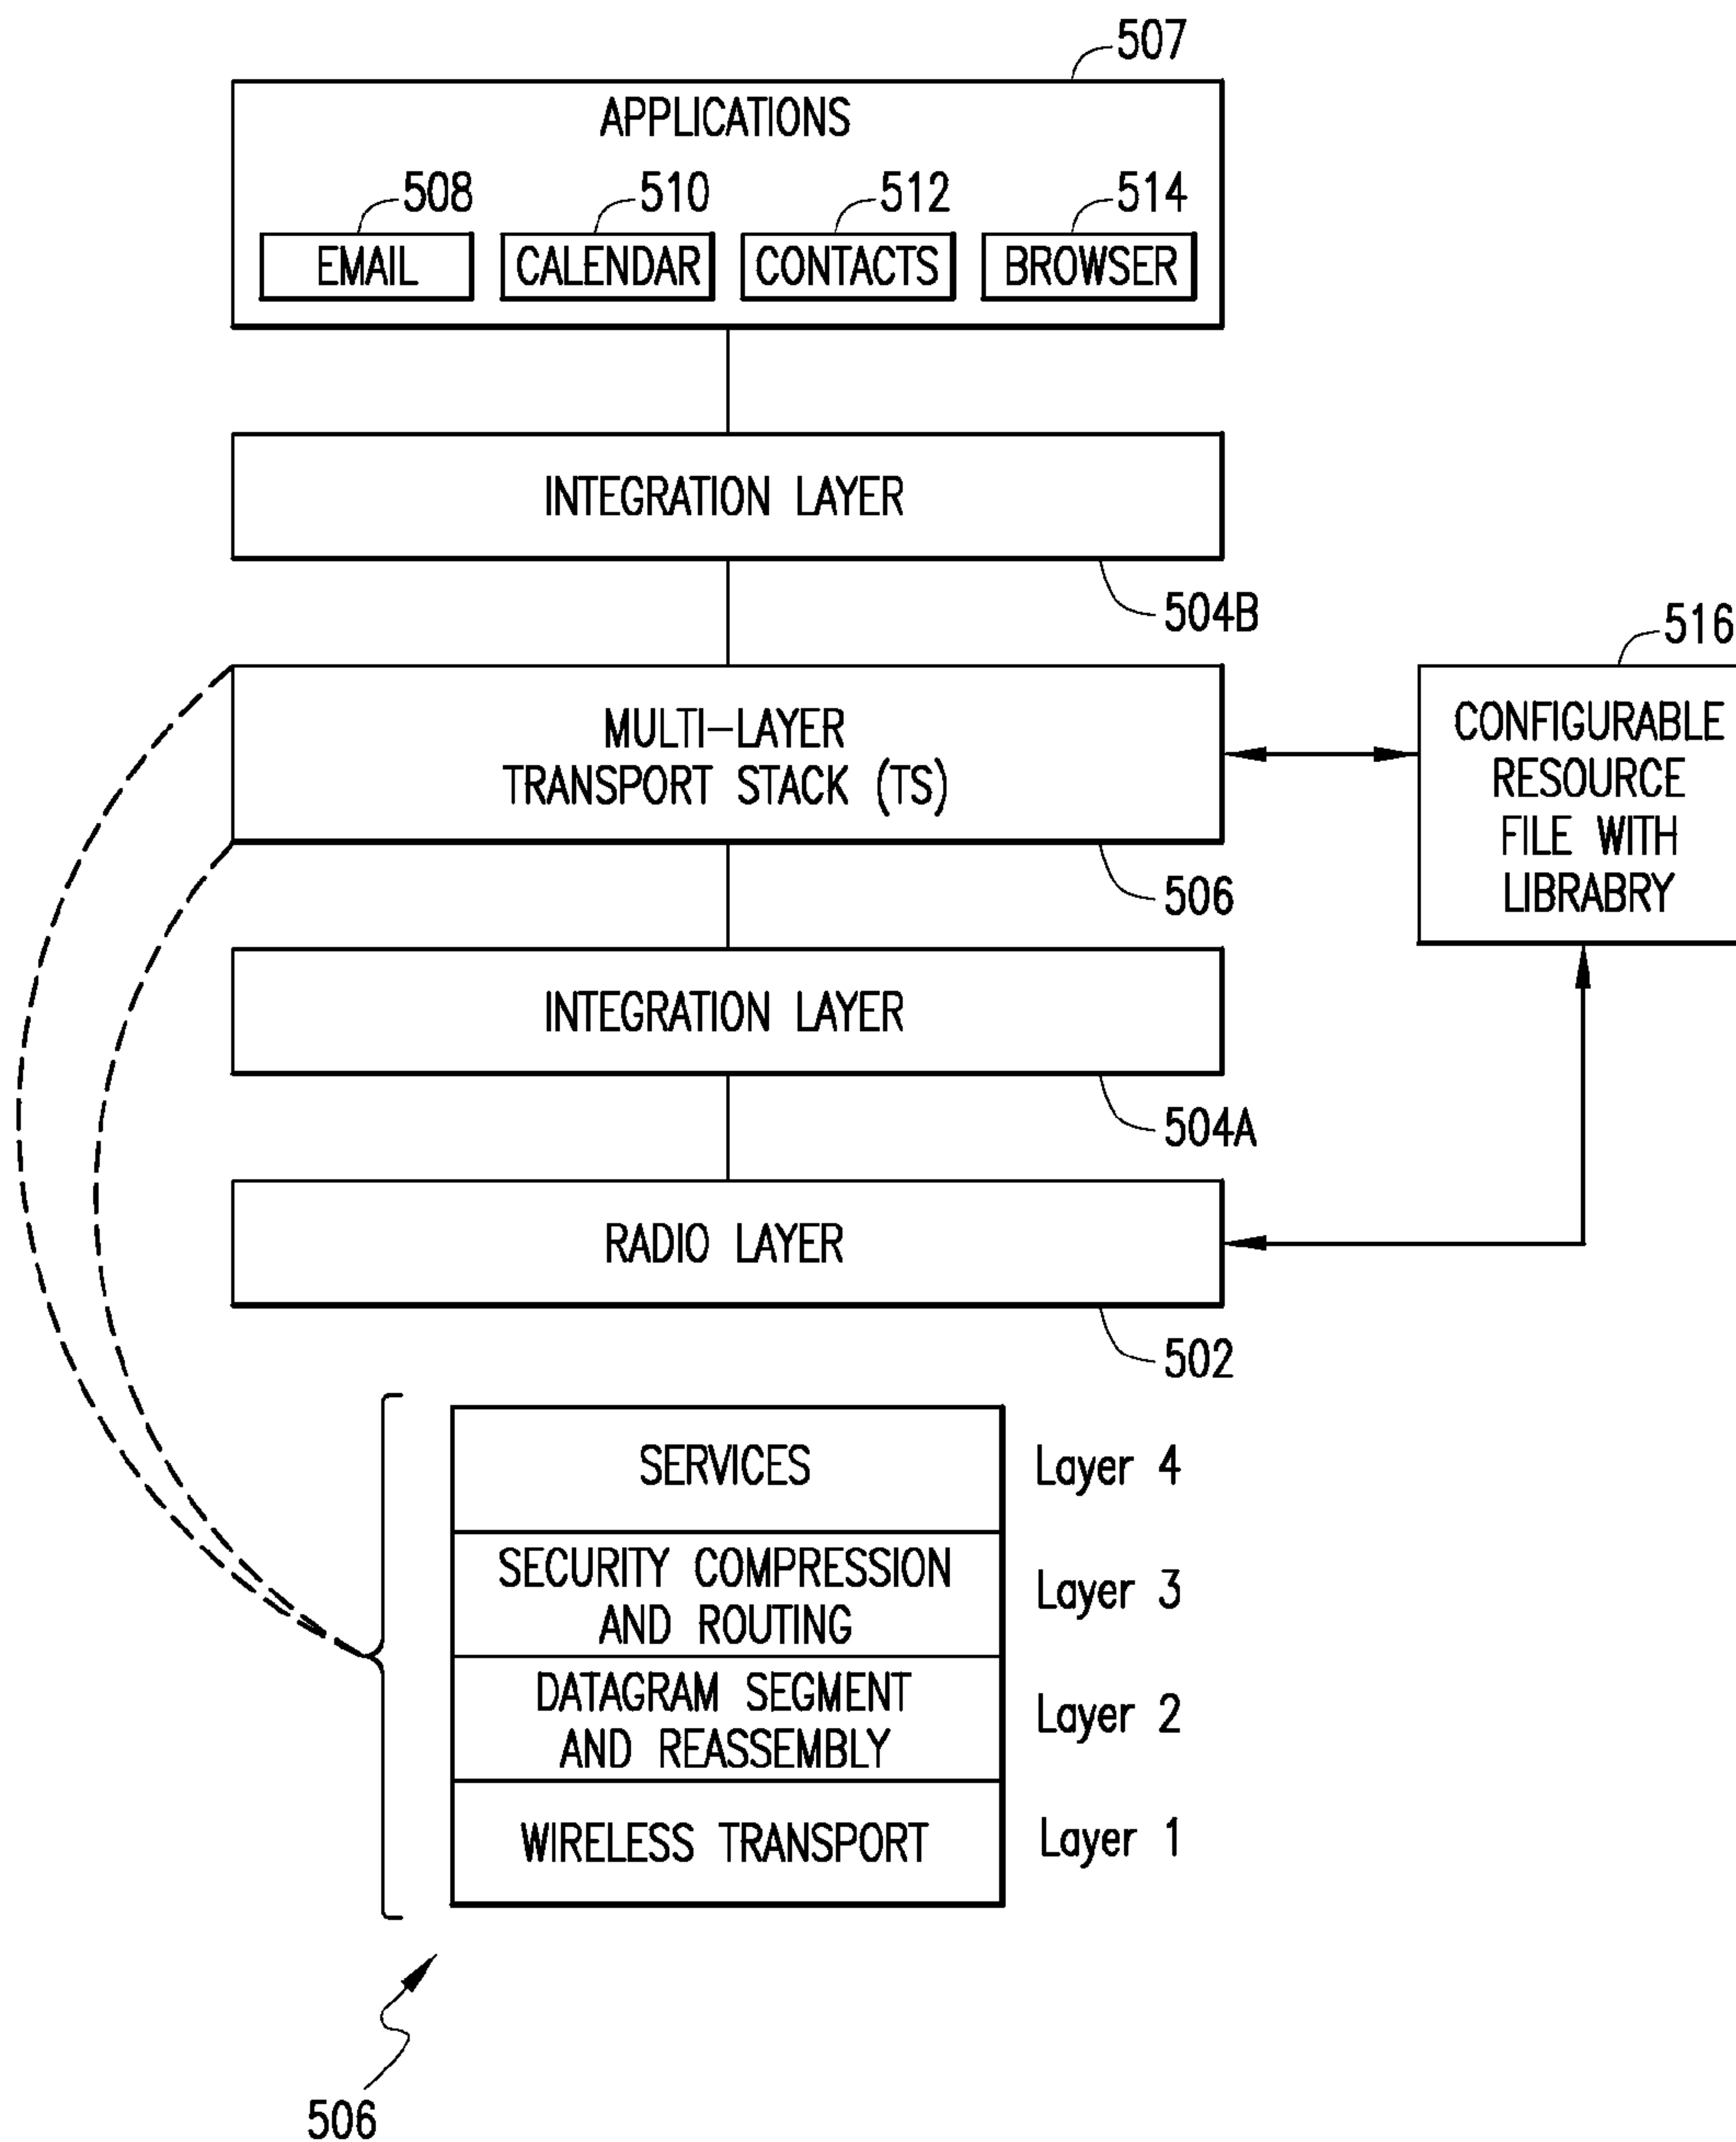 507
APPLICATIONS
508
510
512
514
EMAIL
CALENDAR
CONTACTS
BROWSER
INTEGRATION LAYER
504B
516
MULTI-LAYER
TRANSPORT STACK (TS)
506
CONFIGURABLE
RESOURCE
FILE WITH
LIBRABRY
INTEGRATION LAYER
504A
RADIO LAYER
502
SERVICES
Layer 4
SECURITY COMPRESSION
AND ROUTING
Layer 3
DATAGRAM SEGMENT
AND REASSEMBLY
Layer 2
WIRELESS TRANSPORT
Layer 1
506